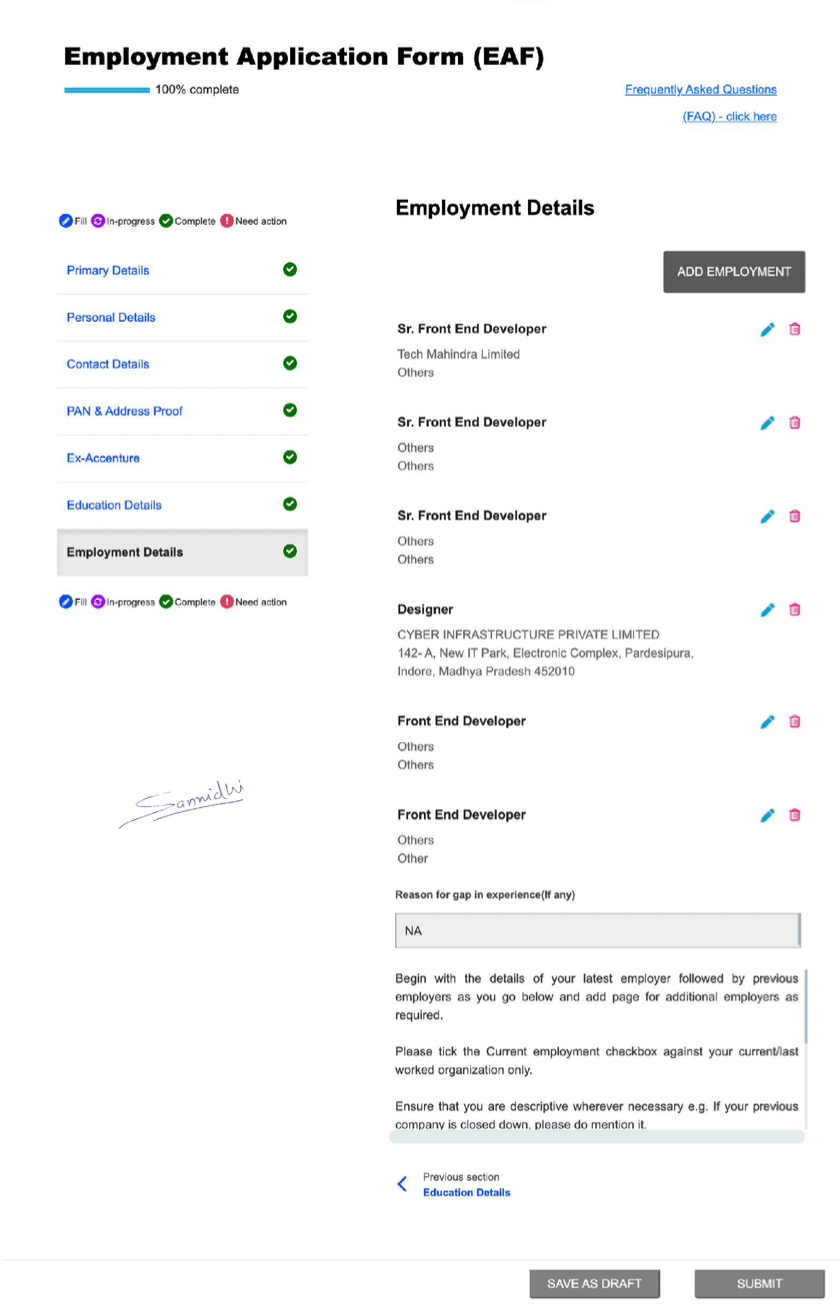 Employment Application Form (EAF)
100% complete
Frequently Asked Questions
(FAQ) - click here
Fill In-progress Complete Need action
Primary Details
Personal Details
Contact Details
PAN & Address Proof
Ex-Accenture
Education Details
Employment Details
Fill In-progress Complete Need action
Sannidhi
Employment Details
ADD EMPLOYMENT
Sr. Front End Developer
Tech Mahindra Limited
Others
Sr. Front End Developer
Others
Others
Sr. Front End Developer
Others
Others
Designer
CYBER INFRASTRUCTURE PRIVATE LIMITED
142- A, New IT Park, Electronic Complex, Pardesipura,
Indore, Madhya Pradesh 452010
Front End Developer
Others
Others
Front End Developer
Others
Other
Reason for gap in experience(If any)
NA
Begin with the details of your latest employer followed by previous
employers as you go below and add page for additional employers as
required.
Please tick the Current employment checkbox against your current/last
worked organization only.
Ensure that you are descriptive wherever necessary e.g. If your previous
company is closed down, please do mention it.
Previous section
Education Details
SAVE AS DRAFT
SUBMIT